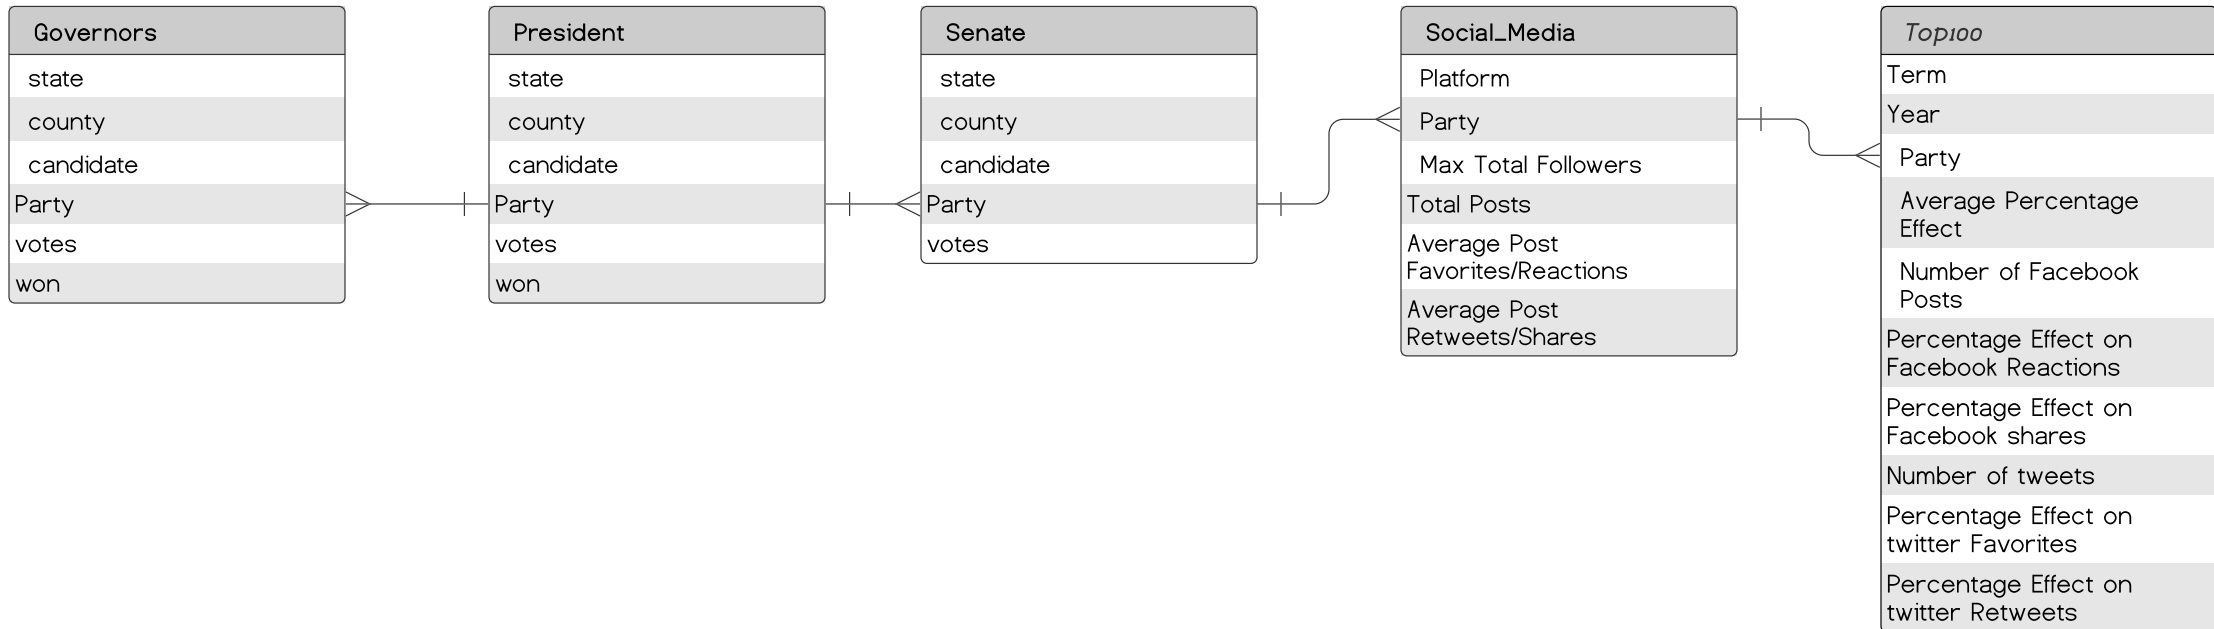 Governors
state
county
candidate
Party
votes
won
President
state
county
candidate
Party
votes
won
Senate
state
county
candidate
Party
votes
Social_Media
Platform
Party
Max Total Followers
Total Posts
Average Post
Favorites/Reactions
Average Post
Retweets/Shares
Top100
Term
Year
Party
Average Percentage
Effect
Number of Facebook
Posts
Percentage Effect on
Facebook Reactions
Percentage Effect on
Facebook shares
Number of tweets
Percentage Effect on
twitter Favorites
Percentage Effect on
twitter Retweets